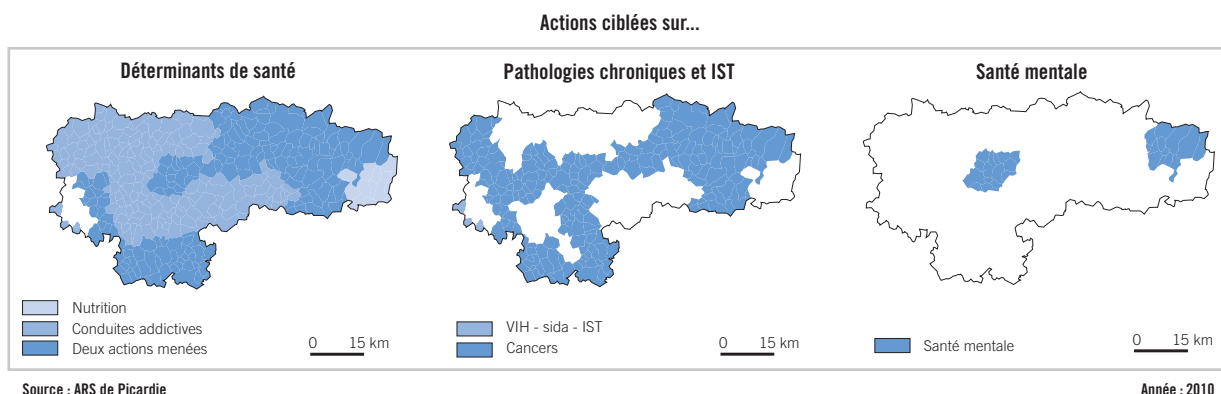 Actions ciblées sur...
Déterminants de santé
Pathologies chroniques et IST
Santé mentale
Nutrition
Conduites addictives
Deux actions menées
0 15 km
VIH - sida - IST
Cancers
0 15 km
Santé mentale
0 15 km
Source : ARS de Picardie
Année : 2010